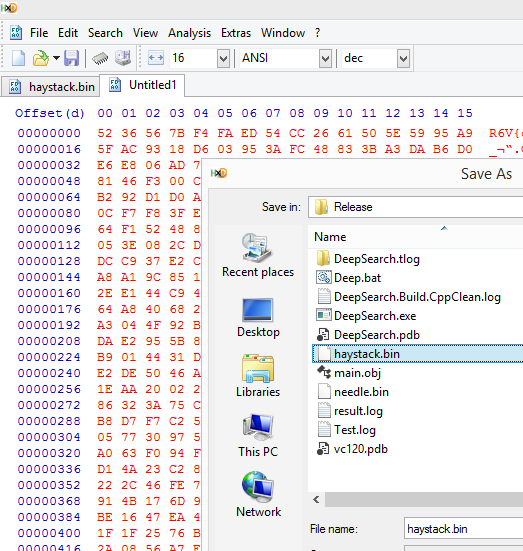 File Edit Search View Analysis Extras Window ?
16 ANSI dec
haystack.bin Untitled1
Offset(d) 00 01 02 03 04 05 06 07 08 09 10 11 12 13 14 15
00000000 52 36 56 7B F4 FA ED 54 CC 26 61 50 5E 59 95 A9 R6V{
00000016 5F AC 93 18 D6 03 95 3A FC 48 83 3B A3 DA B6 D0 _¬“.
00000032 E6 E8 06 AD 7
00000048 81 46 F3 00 C
00000064 B2 92 D1 D0 A
00000080 0C F7 F8 3F E
00000096 64 F1 52 48 8
00000112 05 3E 08 2C D
00000128 DC C9 37 E2 C
00000144 A8 A1 9C 85 1
00000160 2E E1 44 C9 4
00000176 64 A8 40 68 2
00000192 A3 04 4F 92 B
00000208 DA E2 95 5B 8
00000224 B9 01 44 31 D
00000240 E2 DE 50 46 A
00000256 1E AA 20 02 2
00000272 86 32 3A 75 C
00000288 B8 D7 F7 C2 5
00000304 05 77 30 97 5
00000320 A0 63 F0 94 F
00000336 D1 4A 23 C2 8
00000352 22 2C 46 FE 7
00000368 91 4B 17 6D 9
00000384 BE 16 47 EA 4
00000400 1F 1F 25 76 B
00000416 2A 08 56 A7 E
Save As
Save in: Release
Recent places
Desktop
Libraries
This PC
Network
Name
DeepSearch.tlog
Deep.bat
DeepSearch.Build.CppClean.log
DeepSearch.exe
DeepSearch.pdb
haystack.bin
main.obj
needle.bin
result.log
Test.log
vc120.pdb
File name: haystack.bin